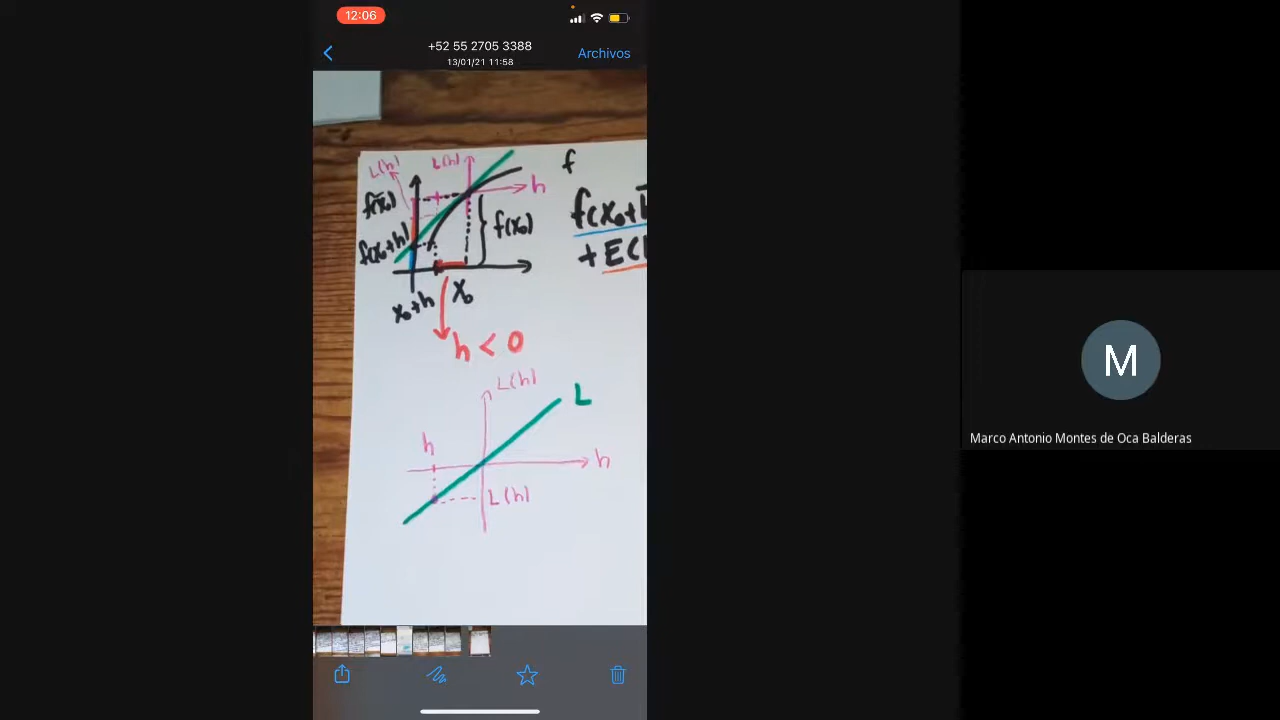 12:06
+52 55 2705 3388
13/01/21 11:58
Archivos
L(h)
L(h)
f
h
f(x₀)
f(x₀)
f(x₀+h)
f(x₀+h
+ E(
x₀+h
x₀
h < 0
L(h)
L
h
h
L(h)
M
Marco Antonio Montes de Oca Balderas